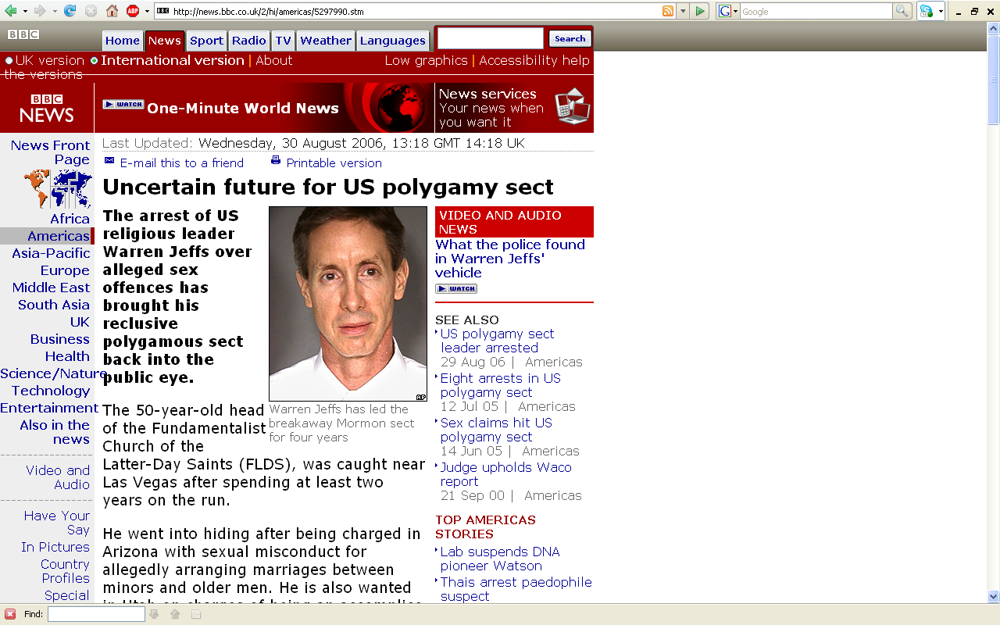 http://news.bbc.co.uk/2/hi/americas/5297990.stm
Google
BBC
Home News Sport Radio TV Weather Languages
Search
UK version International version | About
Low graphics | Accessibility help
the versions
BBC
NEWS
WATCH One-Minute World News
News services
Your news when
you want it
News Front
Page
Africa
Americas
Asia-Pacific
Europe
Middle East
South Asia
UK
Business
Health
Science/Nature
Technology
Entertainment
Also in the
news
Video and
Audio
Have Your
Say
In Pictures
Country
Profiles
Special
Last Updated: Wednesday, 30 August 2006, 13:18 GMT 14:18 UK
E-mail this to a friend Printable version
Uncertain future for US polygamy sect
The arrest of US
religious leader
Warren Jeffs over
alleged sex
offences has
brought his
reclusive
polygamous sect
back into the
public eye.
AP
Warren Jeffs has led the
breakaway Mormon sect
for four years
The 50-year-old head
of the Fundamentalist
Church of the
Latter-Day Saints (FLDS), was caught near
Las Vegas after spending at least two
years on the run.
He went into hiding after being charged in
Arizona with sexual misconduct for
allegedly arranging marriages between
minors and older men. He is also wanted
in Utah on charges of being an accomplice
VIDEO AND AUDIO
NEWS
What the police found
in Warren Jeffs'
vehicle
WATCH
SEE ALSO
US polygamy sect
leader arrested
29 Aug 06 | Americas
Eight arrests in US
polygamy sect
12 Jul 05 | Americas
Sex claims hit US
polygamy sect
14 Jun 05 | Americas
Judge upholds Waco
report
21 Sep 00 | Americas
TOP AMERICAS
STORIES
Lab suspends DNA
pioneer Watson
Thais arrest paedophile
suspect
Find: